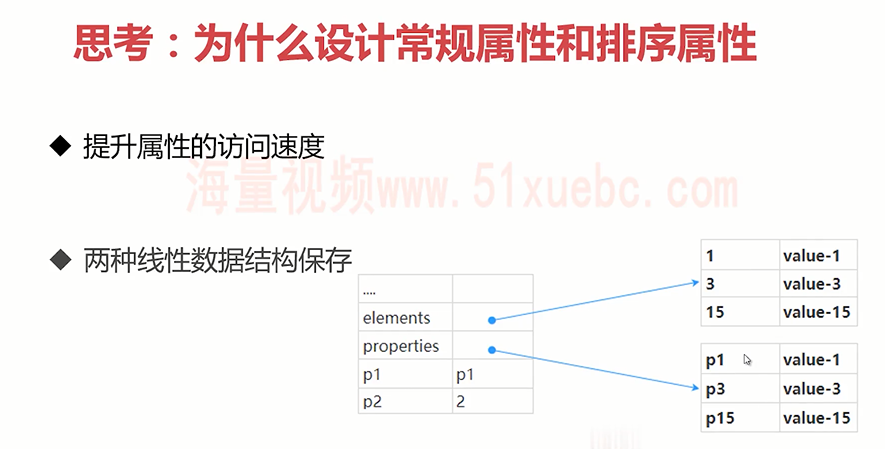 思考：为什么设计常规属性和排序属性
◆ 提升属性的访问速度
海量视频www.51xuebc.com
◆ 两种线性数据结构保存
....
elements
properties
p1 p1
p2 2
1 value-1
3 value-3
15 value-15
p1 value-1
p3 value-3
p15 value-15